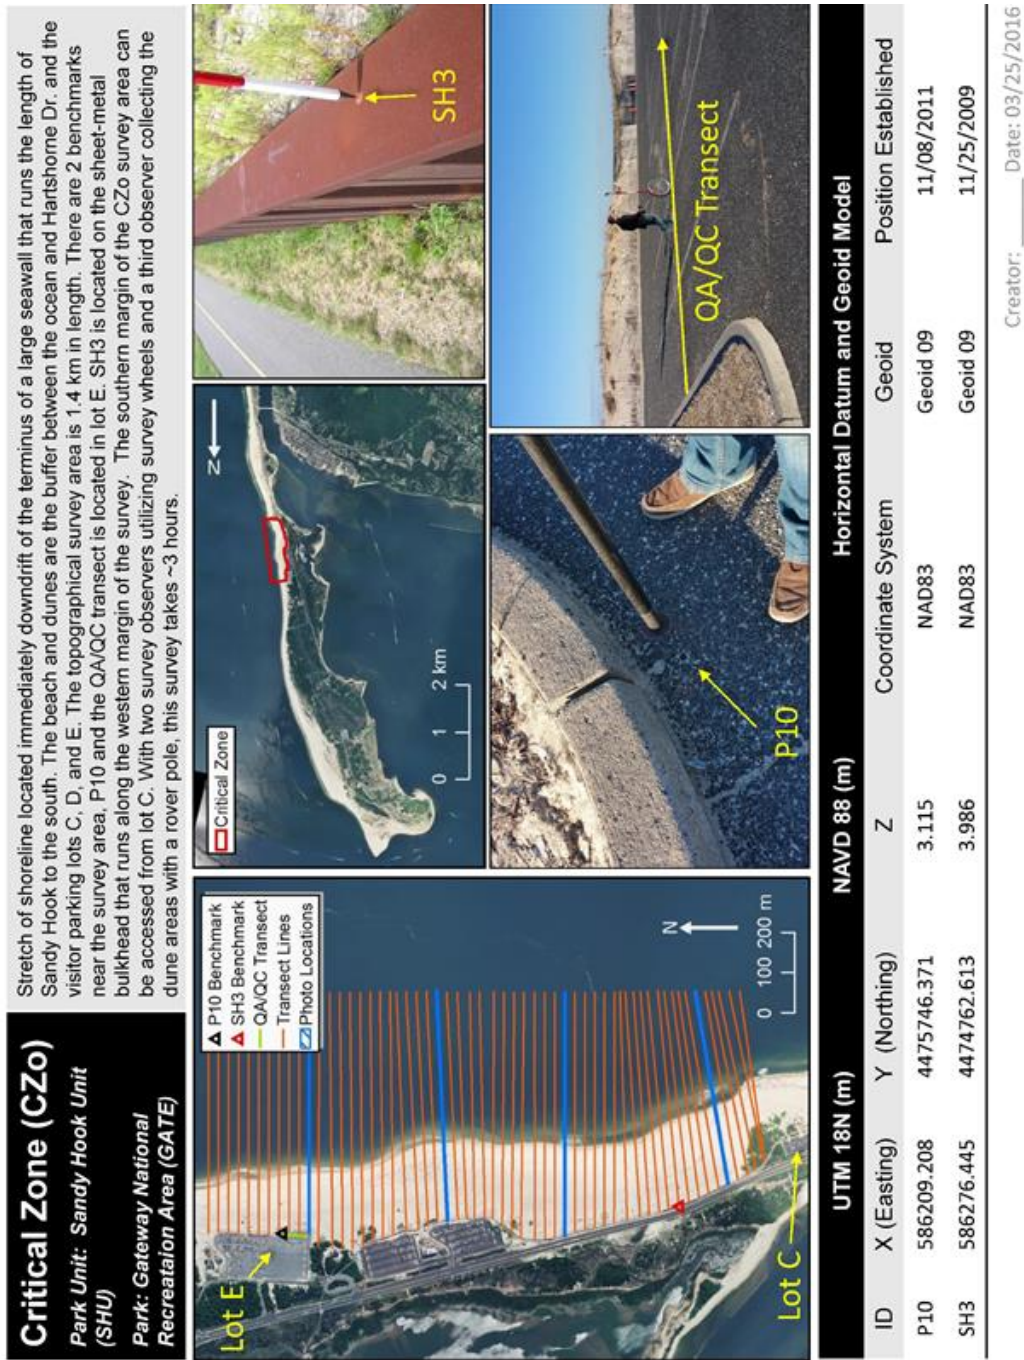 Critical Zone (CZo)
Park Unit: Sandy Hook Unit
(SHU)
Park: Gateway National
Recreataion Area (GATE)
Stretch of shoreline located immediately downdrift of the terminus of a large seawall that runs the length of
Sandy Hook to the south. The beach and dunes are the buffer between the ocean and Hartshorne Dr. and the
visitor parking lots C, D, and E. The topographical survey area is 1.4 km in length. There are 2 benchmarks
near the survey area, P10 and the QA/QC transect is located in lot E. SH3 is located on the sheet-metal
bulkhead that runs along the western margin of the survey. The southern margin of the CZo survey area can
be accessed from lot C. With two survey observers utilizing survey wheels and a third observer collecting the
dune areas with a rover pole, this survey takes ~3 hours.
Lot E
Lot C
P10 Benchmark
SH3 Benchmark
QA/QC Transect
Transect Lines
Photo Locations
N
0 100 200 m
Critical Zone
N
0 1 2 km
SH3
P10
QA/QC Transect
UTM 18N (m) NAVD 88 (m) Horizontal Datum and Geoid Model
ID X (Easting) Y (Northing) Z Coordinate System Geoid Position Established
P10 586209.208 4475746.371 3.115 NAD83 Geoid 09 11/08/2011
SH3 586276.445 4474762.613 3.986 NAD83 Geoid 09 11/25/2009
Creator: ______ Date: 03/25/2016